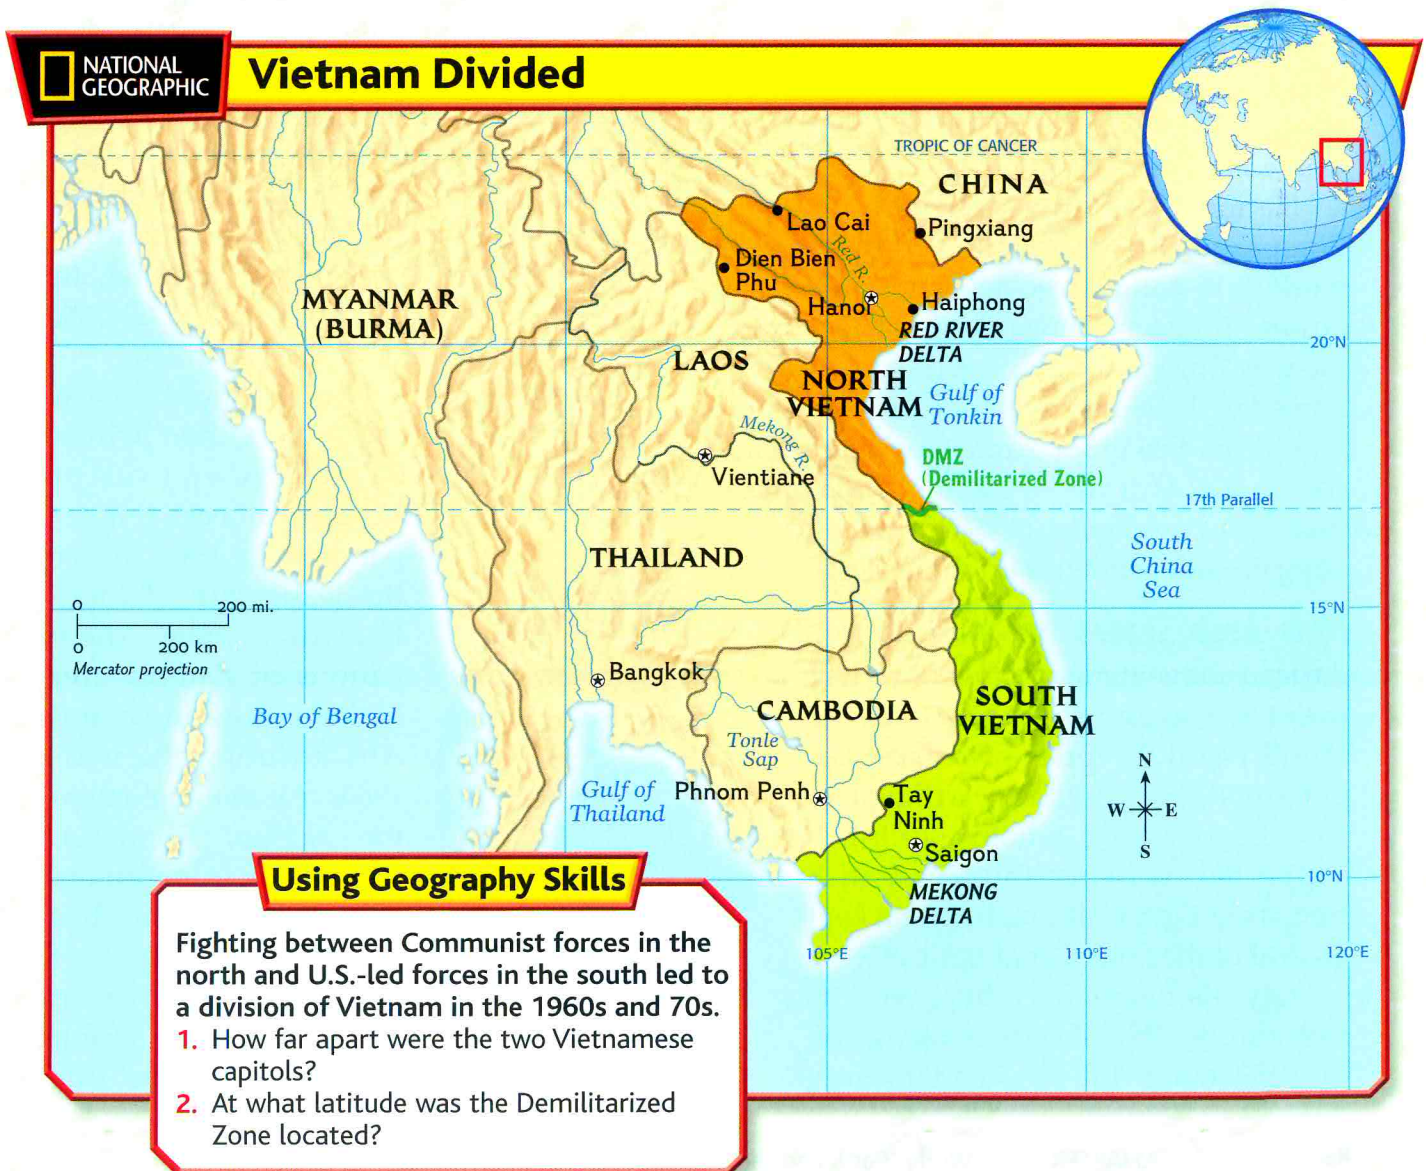 NATIONAL
GEOGRAPHIC
Vietnam Divided
TROPIC OF CANCER
CHINA
Lao Cai
Pingxiang
Red R.
Dien Bien
Phu
MYANMAR
(BURMA)
Hanoi
Haiphong
RED RIVER
DELTA
20°N
LAOS
NORTH
VIETNAM
Gulf of
Tonkin
Mekong R.
Vientiane
DMZ
(Demilitarized Zone)
17th Parallel
THAILAND
South
China
Sea
0 200 mi.
0 200 km
Mercator projection
15°N
Bangkok
Bay of Bengal
CAMBODIA
SOUTH
VIETNAM
Tonle
Sap
Gulf of
Thailand
Phnom Penh
Tay
Ninh
N
W E
S
Saigon
10°N
MEKONG
DELTA
105°E
110°E
120°E
Using Geography Skills
Fighting between Communist forces in the
north and U.S.-led forces in the south led to
a division of Vietnam in the 1960s and 70s.
1. How far apart were the two Vietnamese
capitols?
2. At what latitude was the Demilitarized
Zone located?